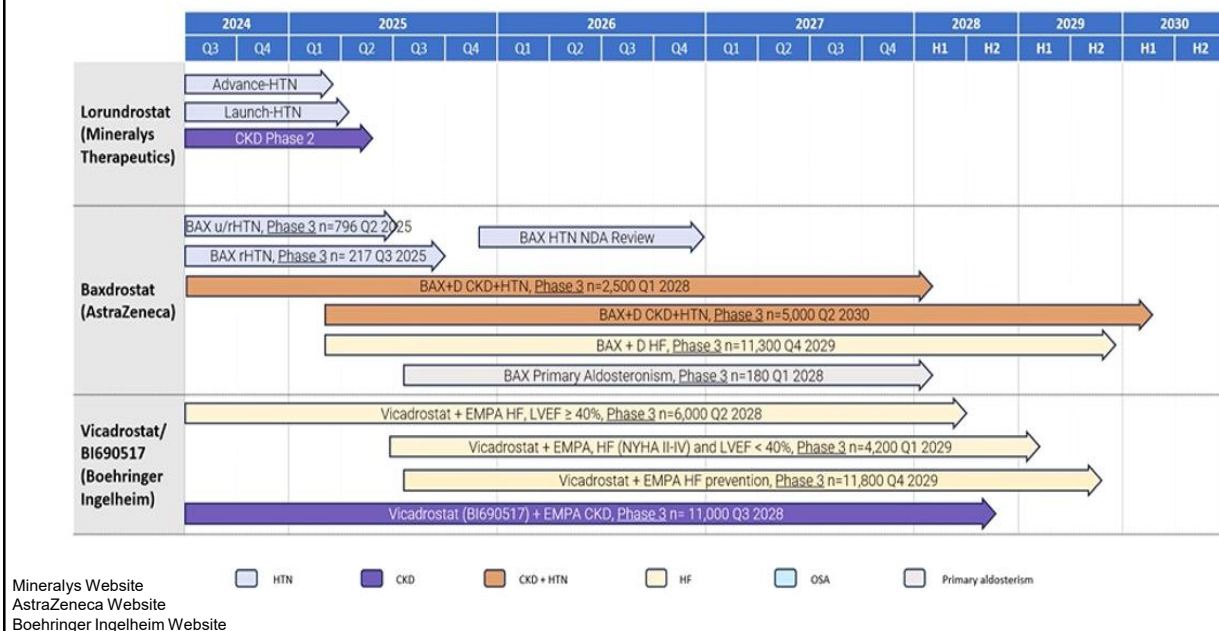 2024 2025 2026 2027 2028 2029 2030
Q3 Q4 Q1 Q2 Q3 Q4 Q1 Q2 Q3 Q4 Q1 Q2 Q3 Q4 H1 H2 H1 H2 H1 H2
Lorundrostat
(Mineralys
Therapeutics)
Advance-HTN
Launch-HTN
CKD Phase 2
Baxdrostat
(AstraZeneca)
BAX u/rHTN, Phase 3 n=796 Q2 2025
BAX HTN NDA Review
BAX rHTN, Phase 3 n= 217 Q3 2025
BAX+D CKD+HTN, Phase 3 n=2,500 Q1 2028
BAX+D CKD+HTN, Phase 3 n=5,000 Q2 2030
BAX + D HF, Phase 3 n=11,300 Q4 2029
BAX Primary Aldosteronism, Phase 3 n=180 Q1 2028
Vicadrostat/
BI690517
(Boehringer
Ingelheim)
Vicadrostat + EMPA HF, LVEF ≥ 40%, Phase 3 n=6,000 Q2 2028
Vicadrostat + EMPA, HF (NYHA II-IV) and LVEF < 40%, Phase 3 n=4,200 Q1 2029
Vicadrostat + EMPA HF prevention, Phase 3 n=11,800 Q4 2029
Vicadrostat (BI690517) + EMPA CKD, Phase 3 n= 11,000 Q3 2028
HTN CKD CKD + HTN HF OSA Primary aldosterism
Mineralys Website
AstraZeneca Website
Boehringer Ingelheim Website